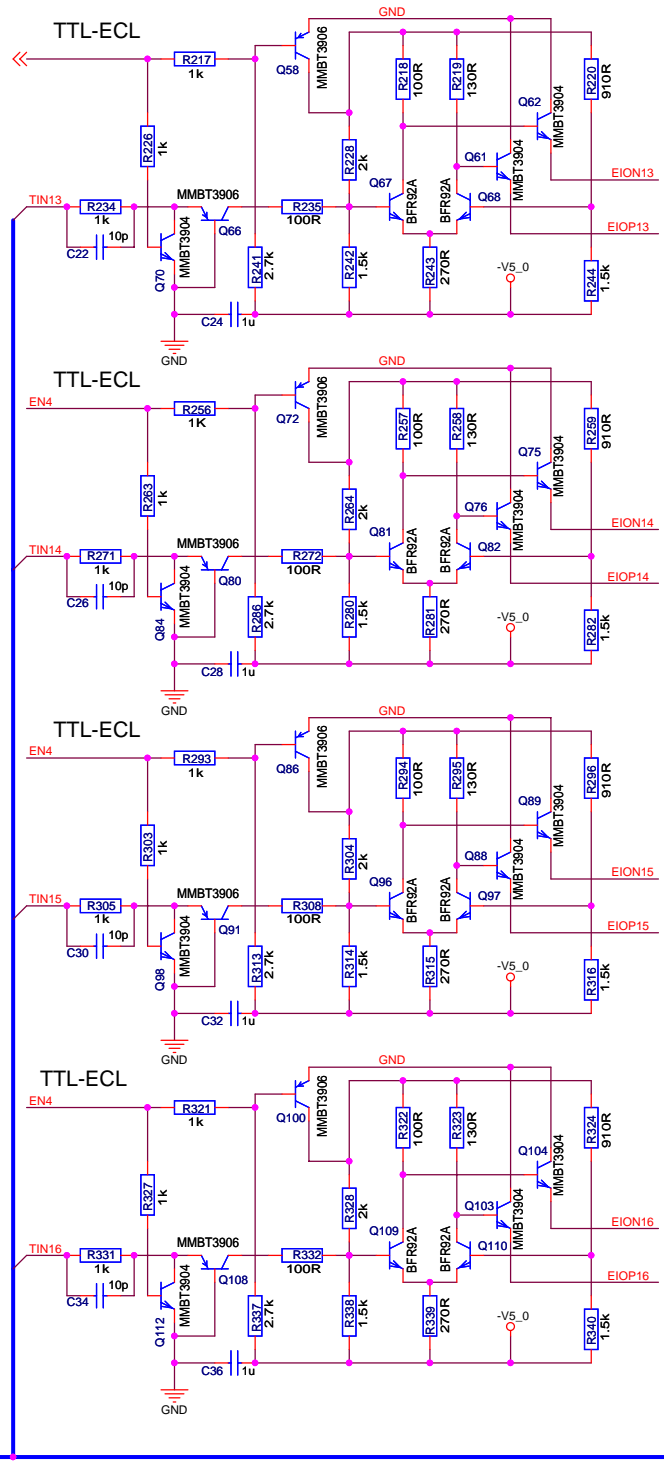 GND
TTL-ECL
R217
1k
Q58
MMBT3906
R218
100R
R219
130R
R220
910R
Q62
MMBT3904
R226
1k
R228
2k
Q61
MMBT3904
EION13
TIN13
R234
1k
MMBT3906
Q66
R235
100R
Q67
BFR92A
BFR92A
Q68
10p
C22
Q70
MMBT3904
R241
2.7k
R242
1.5k
R243
270R
EIOP13
-V5_0
R244
1.5k
C24
1u
GND
TTL-ECL
GND
EN4
R256
1K
Q72
MMBT3906
R257
100R
R258
130R
R259
910R
Q75
MMBT3904
R263
1k
R264
2k
Q76
MMBT3904
EION14
TIN14
R271
1k
MMBT3906
Q80
R272
100R
Q81
BFR92A
BFR92A
Q82
10p
C26
Q84
MMBT3904
R286
2.7k
R280
1.5k
R281
270R
EIOP14
-V5_0
R282
1.5k
C28
1u
GND
TTL-ECL
GND
EN4
R293
1k
Q86
MMBT3906
R294
100R
R295
130R
R296
910R
Q89
MMBT3904
R303
1k
R304
2k
Q88
MMBT3904
EION15
TIN15
R305
1k
MMBT3906
Q91
R308
100R
Q96
BFR92A
BFR92A
Q97
10p
C30
Q98
MMBT3904
R313
2.7k
R314
1.5k
R315
270R
EIOP15
-V5_0
R316
1.5k
C32
1u
GND
TTL-ECL
GND
EN4
R321
1k
Q100
MMBT3906
R322
100R
R323
130R
R324
910R
Q104
MMBT3904
R327
1k
R328
2k
Q103
MMBT3904
EION16
TIN16
R331
1k
MMBT3906
Q108
R332
100R
Q109
BFR92A
BFR92A
Q110
10p
C34
Q112
MMBT3904
R337
2.7k
R338
1.5k
R339
270R
EIOP16
-V5_0
R340
1.5k
C36
1u
GND